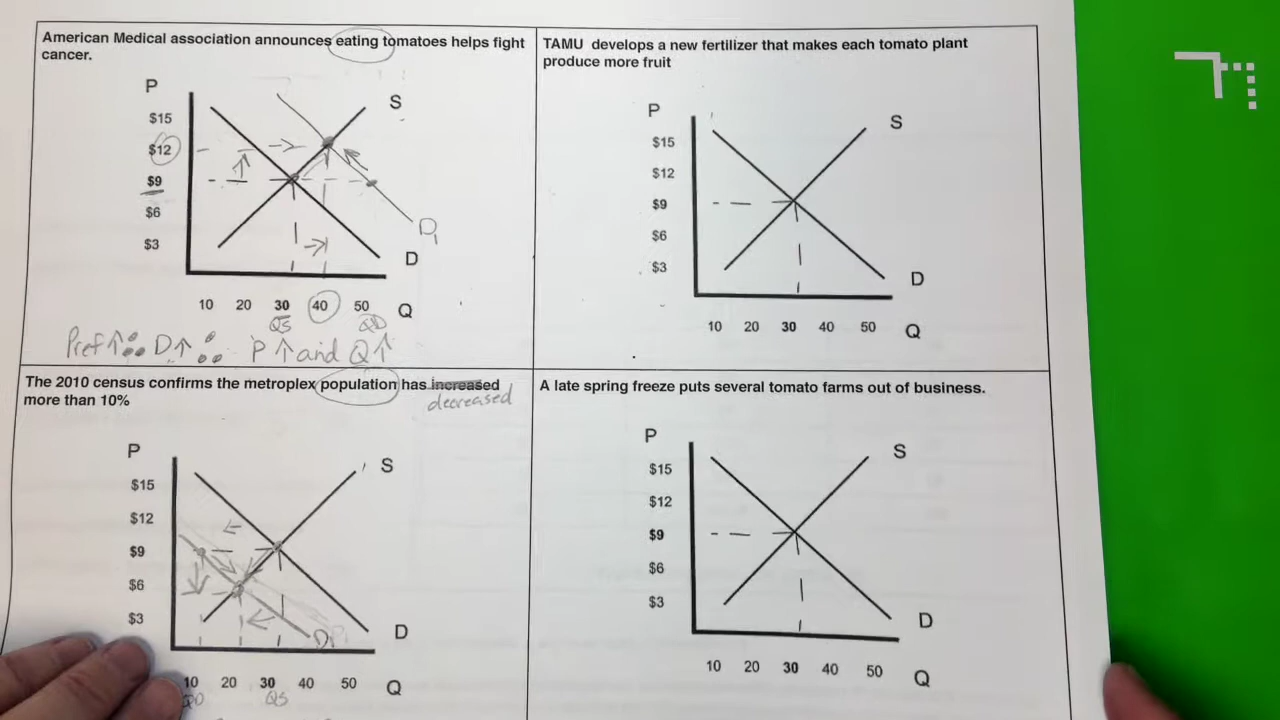 American Medical association announces eating tomatoes helps fight
cancer.
P
$15
$12
$9
$6
$3
S
D1
D
10 20 30 40 50 Q
QS QD
Pref ↑ ∴ D↑ ∴ P↑ and Q↑
TAMU develops a new fertilizer that makes each tomato plant
produce more fruit
P
$15
$12
$9
$6
$3
S
D
10 20 30 40 50 Q
The 2010 census confirms the metroplex population has increased
decreased
more than 10%
P
$15
$12
$9
$6
$3
S
D
10 20 30 40 50 Q
QD QS
A late spring freeze puts several tomato farms out of business.
P
$15
$12
$9
$6
$3
S
D
10 20 30 40 50 Q